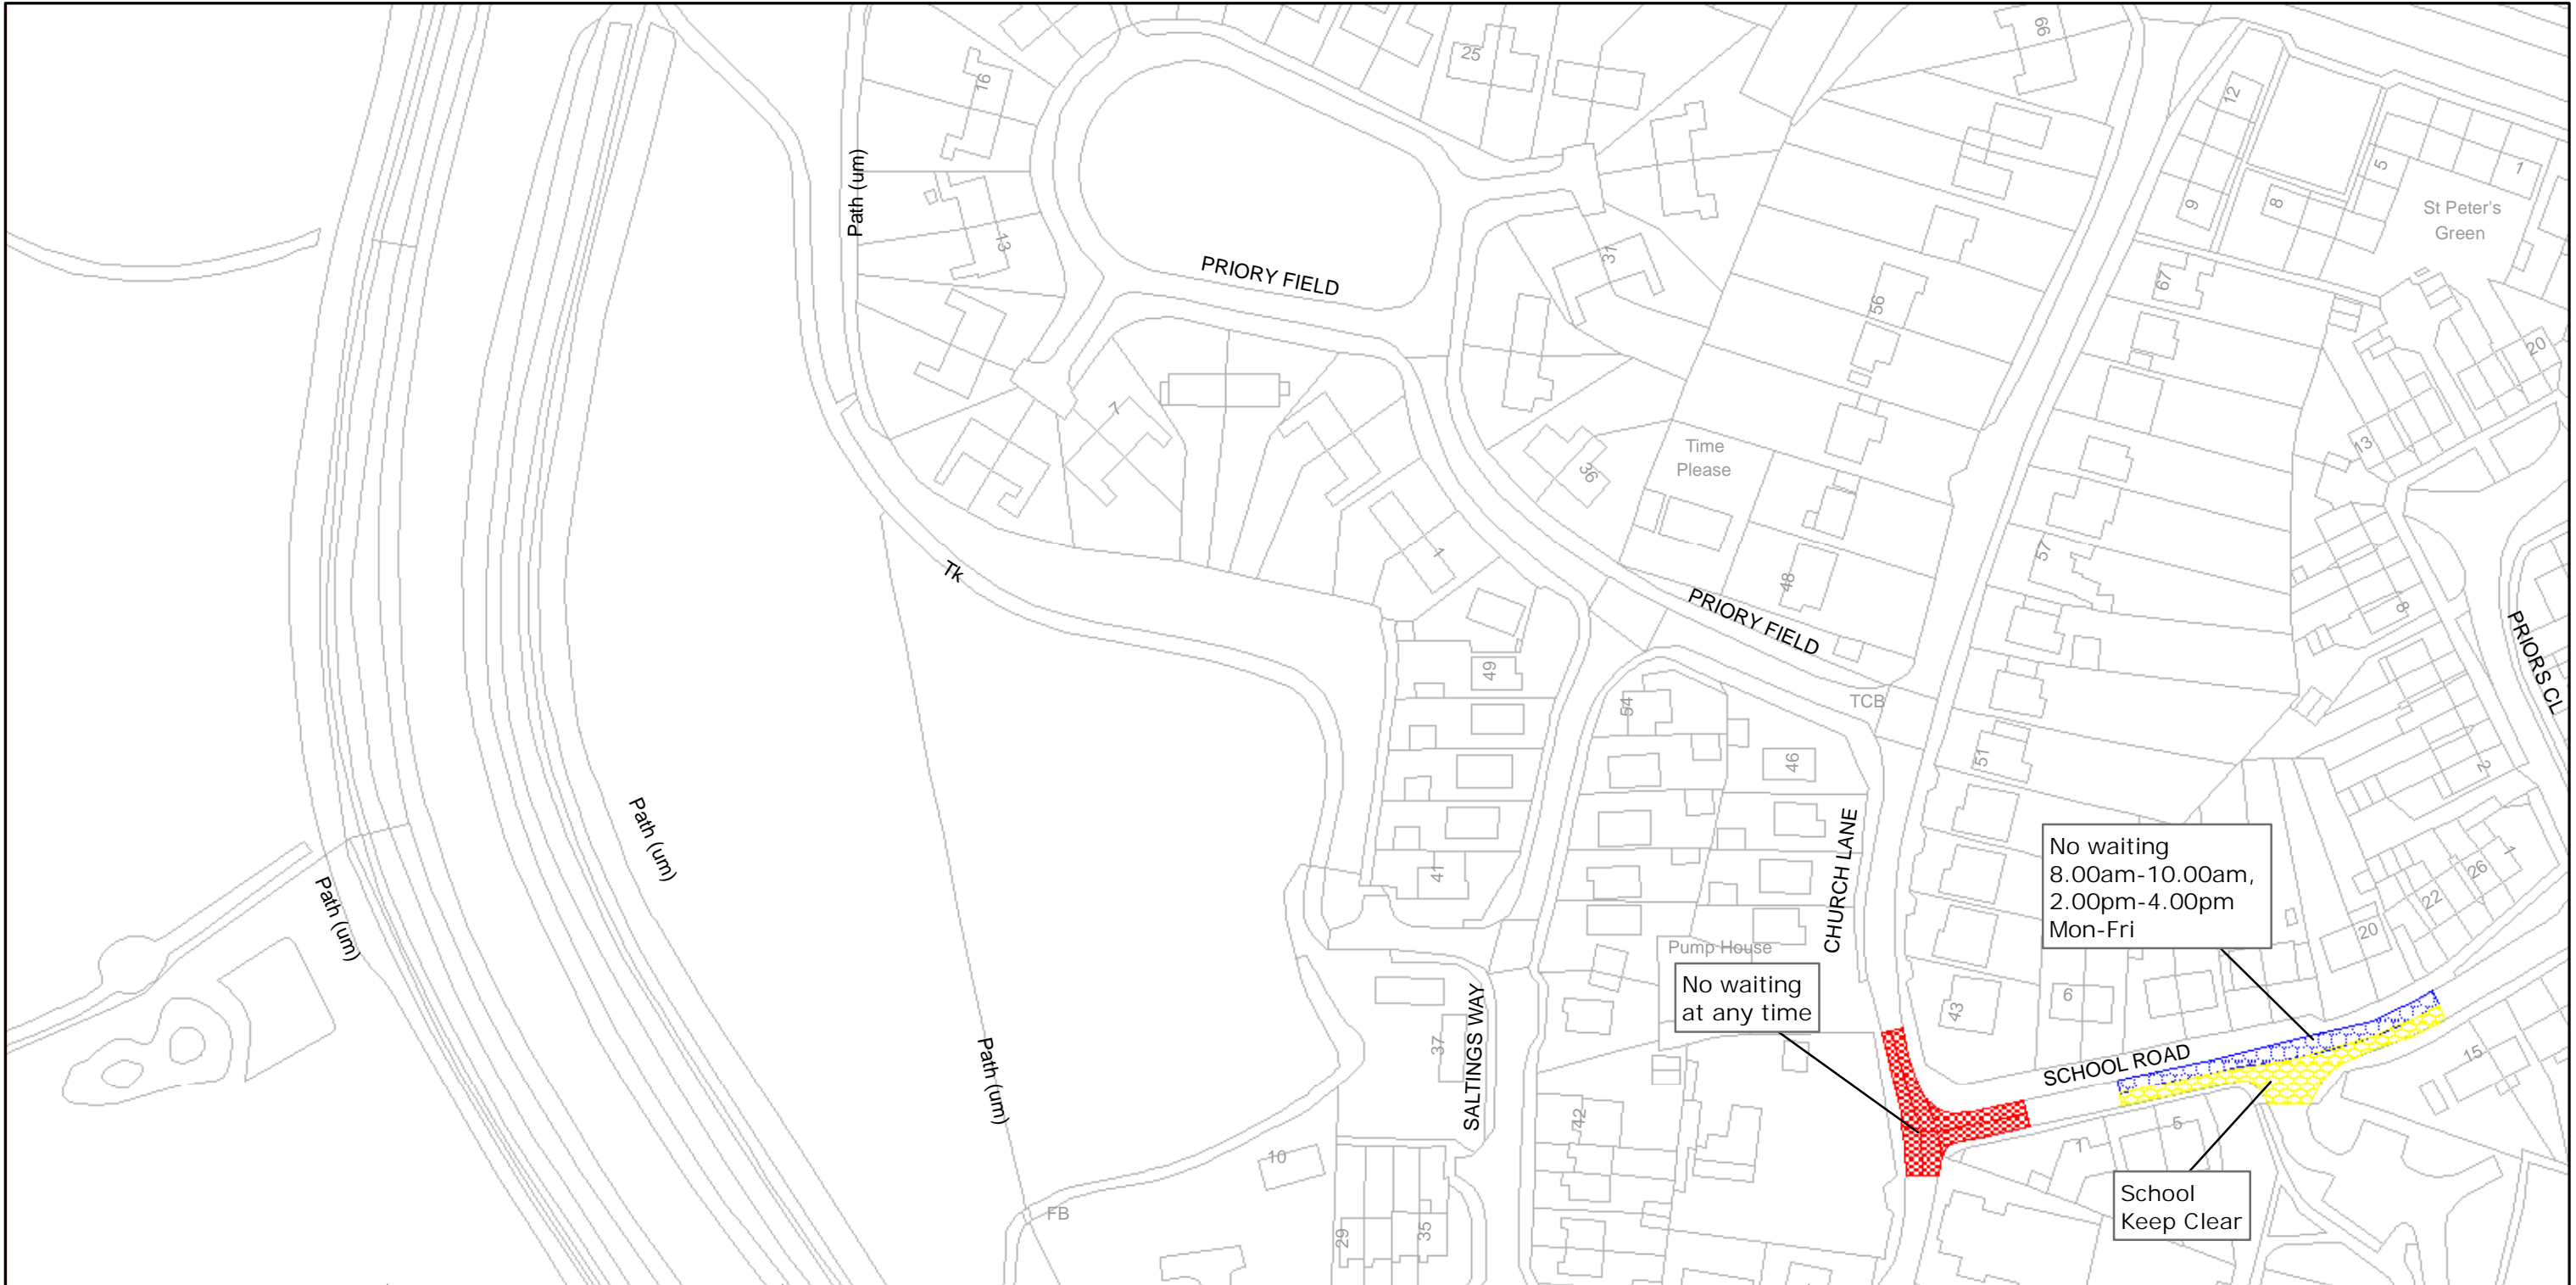 16
25
66
12
9
8
5
1
St Peter's
Green
Path (um)
13
PRIORY FIELD
31
56
67
20
7
36
Time
Please
13
Tk
1
48
57
8
PRIORY FIELD
PRIORS CL
49
54
TCB
46
51
2
Path (um)
41
CHURCH LANE
No waiting
8.00am-10.00am,
2.00pm-4.00pm
Mon-Fri
1
26
22
20
Path (um)
Pump House
No waiting
at any time
43
6
37
SALTINGS WAY
Path (um)
SCHOOL ROAD
15
42
5
1
10
School
Keep Clear
FB
29
35